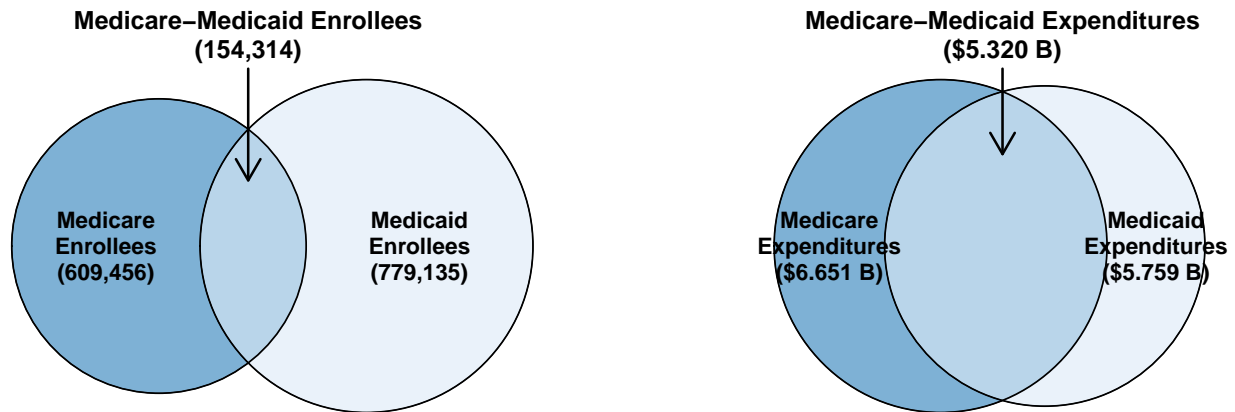 Medicare−Medicaid Enrollees
(154,314)
Medicare
Enrollees
(609,456)
Medicaid
Enrollees
(779,135)
Medicare−Medicaid Expenditures
($5.320 B)
Medicare
Expenditures
($6.651 B)
Medicaid
Expenditures
($5.759 B)